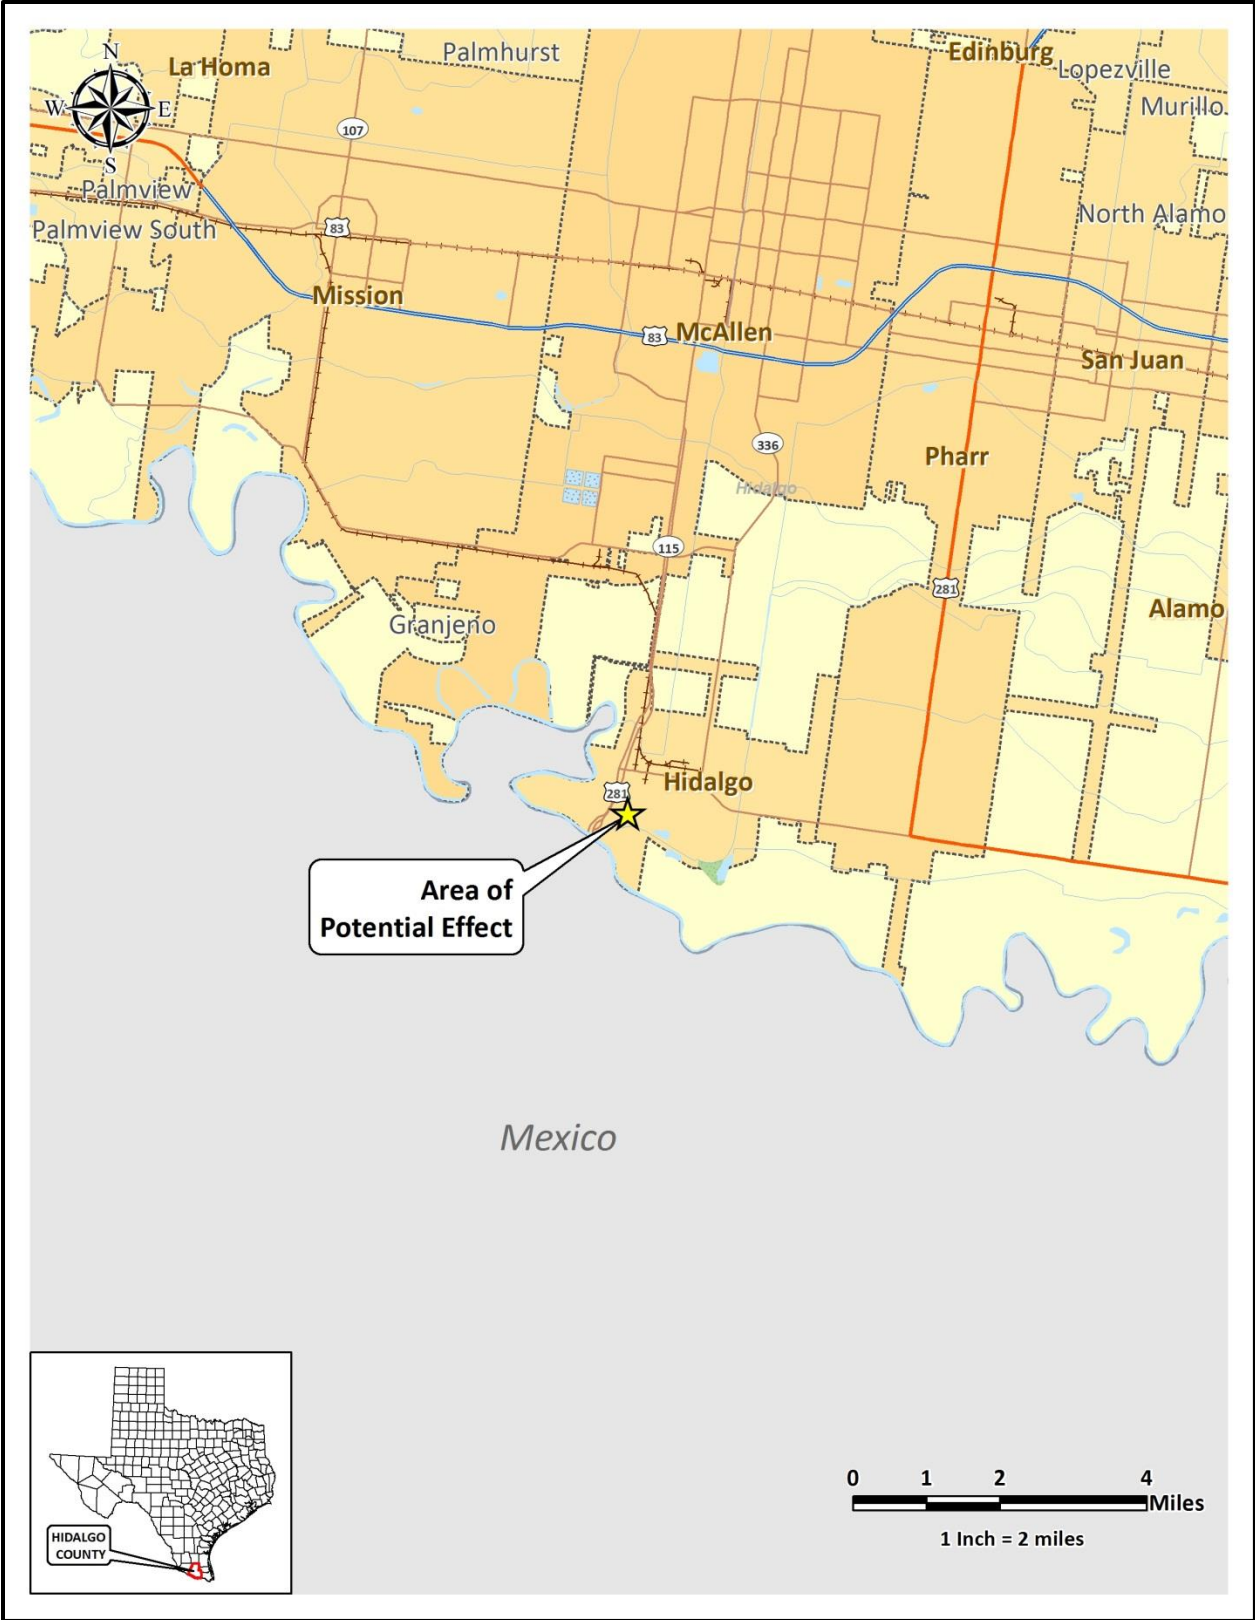 Palmhurst
Edinburg
La Homa
Lopezville
N
W
E
S
Murillo
107
Palmview
North Alamo
Palmview South
83
Mission
83
McAllen
San Juan
336
Pharr
Hidalgo
115
281
Alamo
Granjeno
Hidalgo
281
Area of
Potential Effect
Mexico
HIDALGO
COUNTY
0 1 2 4
Miles
1 Inch = 2 miles